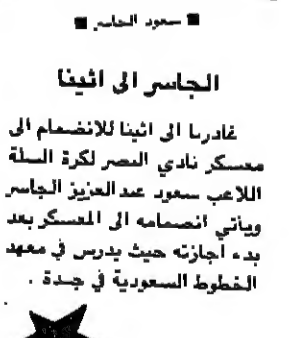 ■ سعود الجاسر ■
الجاسر الى اثينا
غادرنا الى اثينا للانضمام الى
معسكر نادي النصر لكرة السلة
اللاعب سعود عبدالعزيز الجاسر
ويأتي انضمامه الى المعسكر بعد
بدء اجازته حيث يدرس في معهد
الخطوط السعودية في جدة .